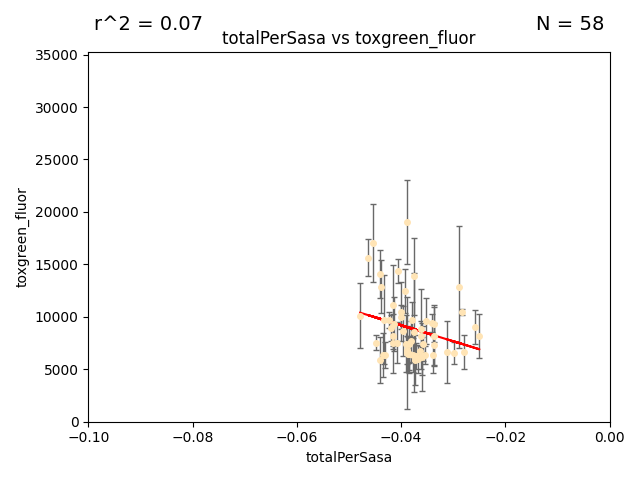 r^2 = 0.07
N = 58
totalPerSasa vs toxgreen_fluor
35000
30000
25000
20000
15000
10000
5000
0
toxgreen_fluor
−0.10
−0.08
−0.06
−0.04
−0.02
0.00
totalPerSasa